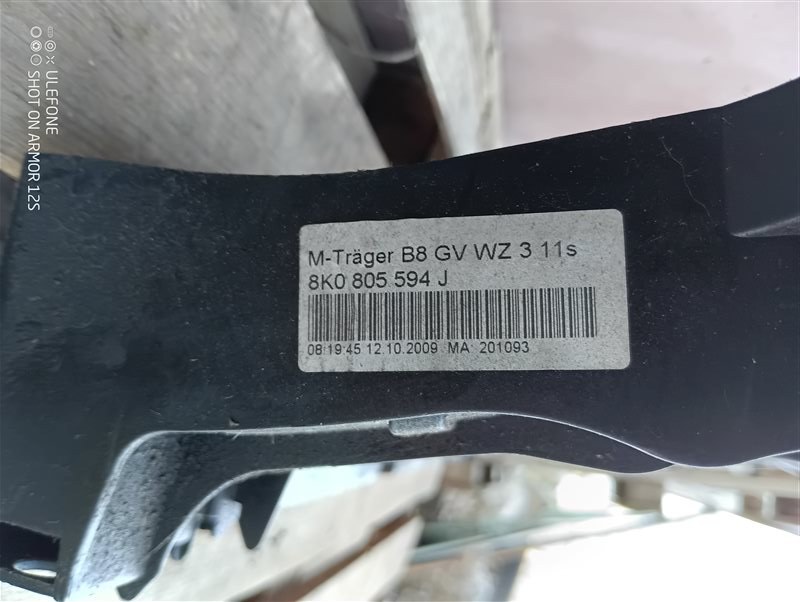 M-Träger B8 GV WZ 3 11s
8K0 805 594 J
08:19:45 12.10.2009 MA 201093
ULEFONE
SHOT ON ARMOR 12S